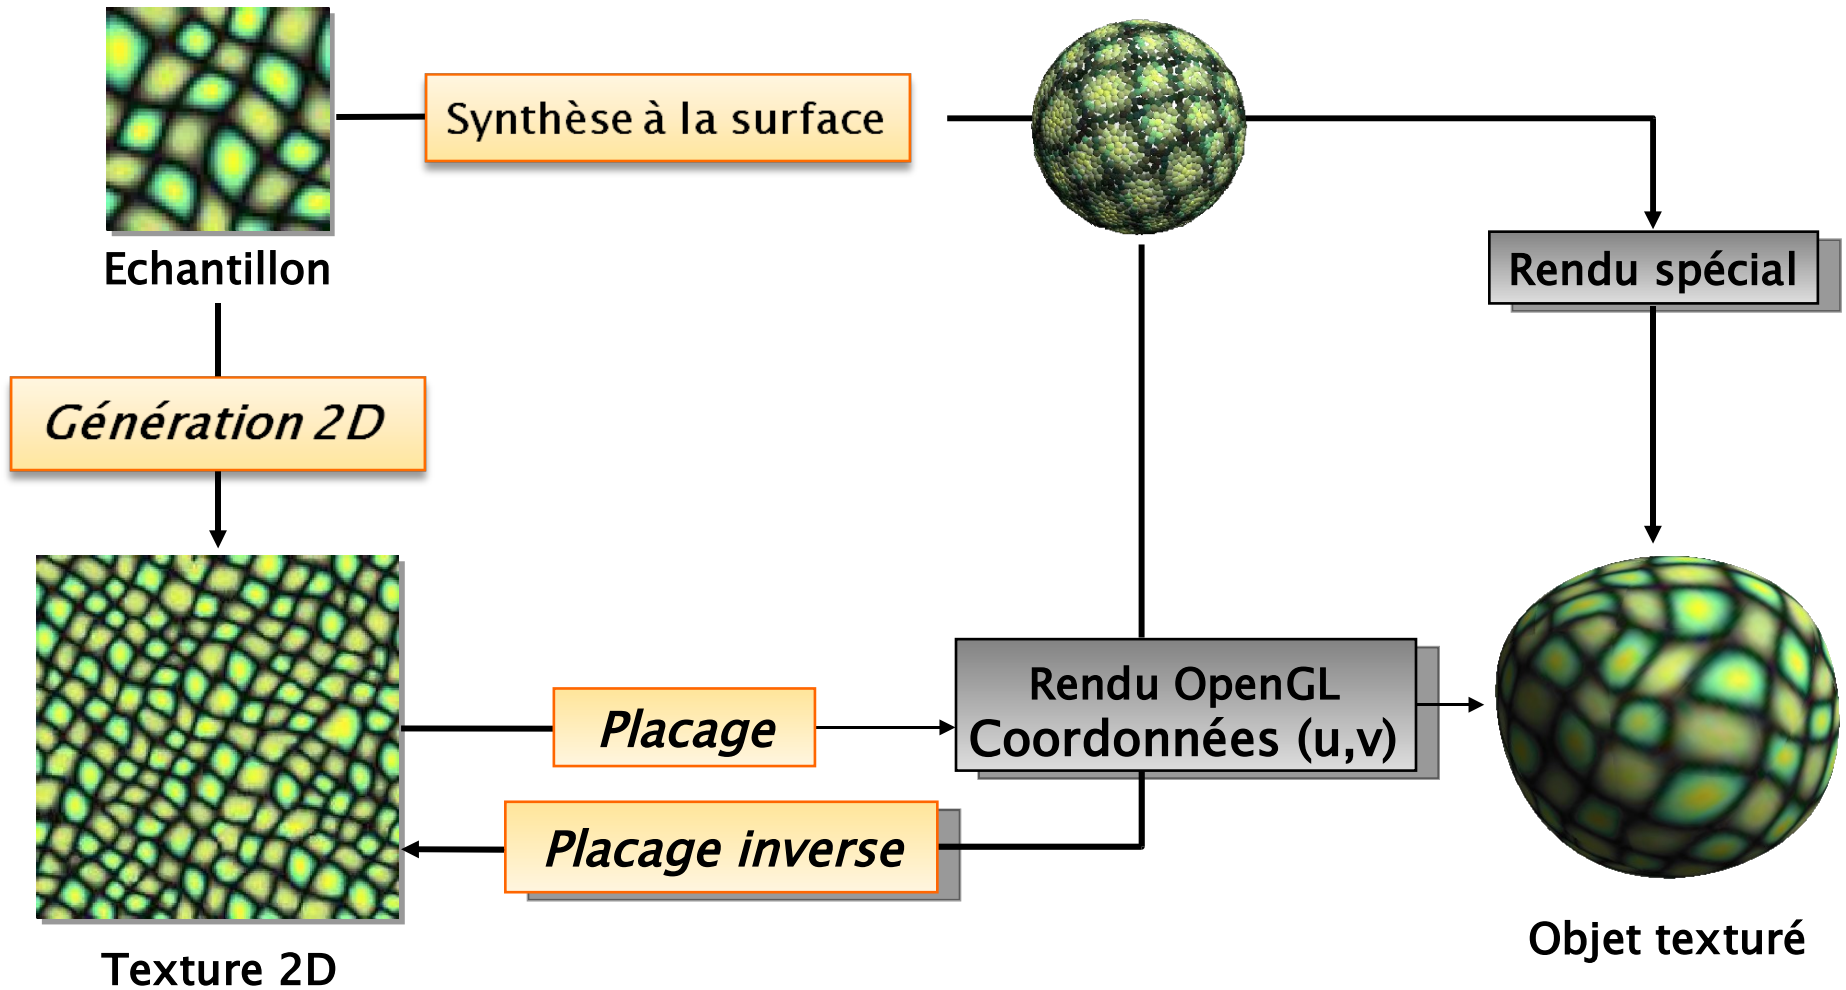 Synthèse à la surface
Echantillon
Rendu spécial
Génération 2D
Rendu OpenGL
Coordonnées (u,v)
Placage
Placage inverse
Objet texturé
Texture 2D